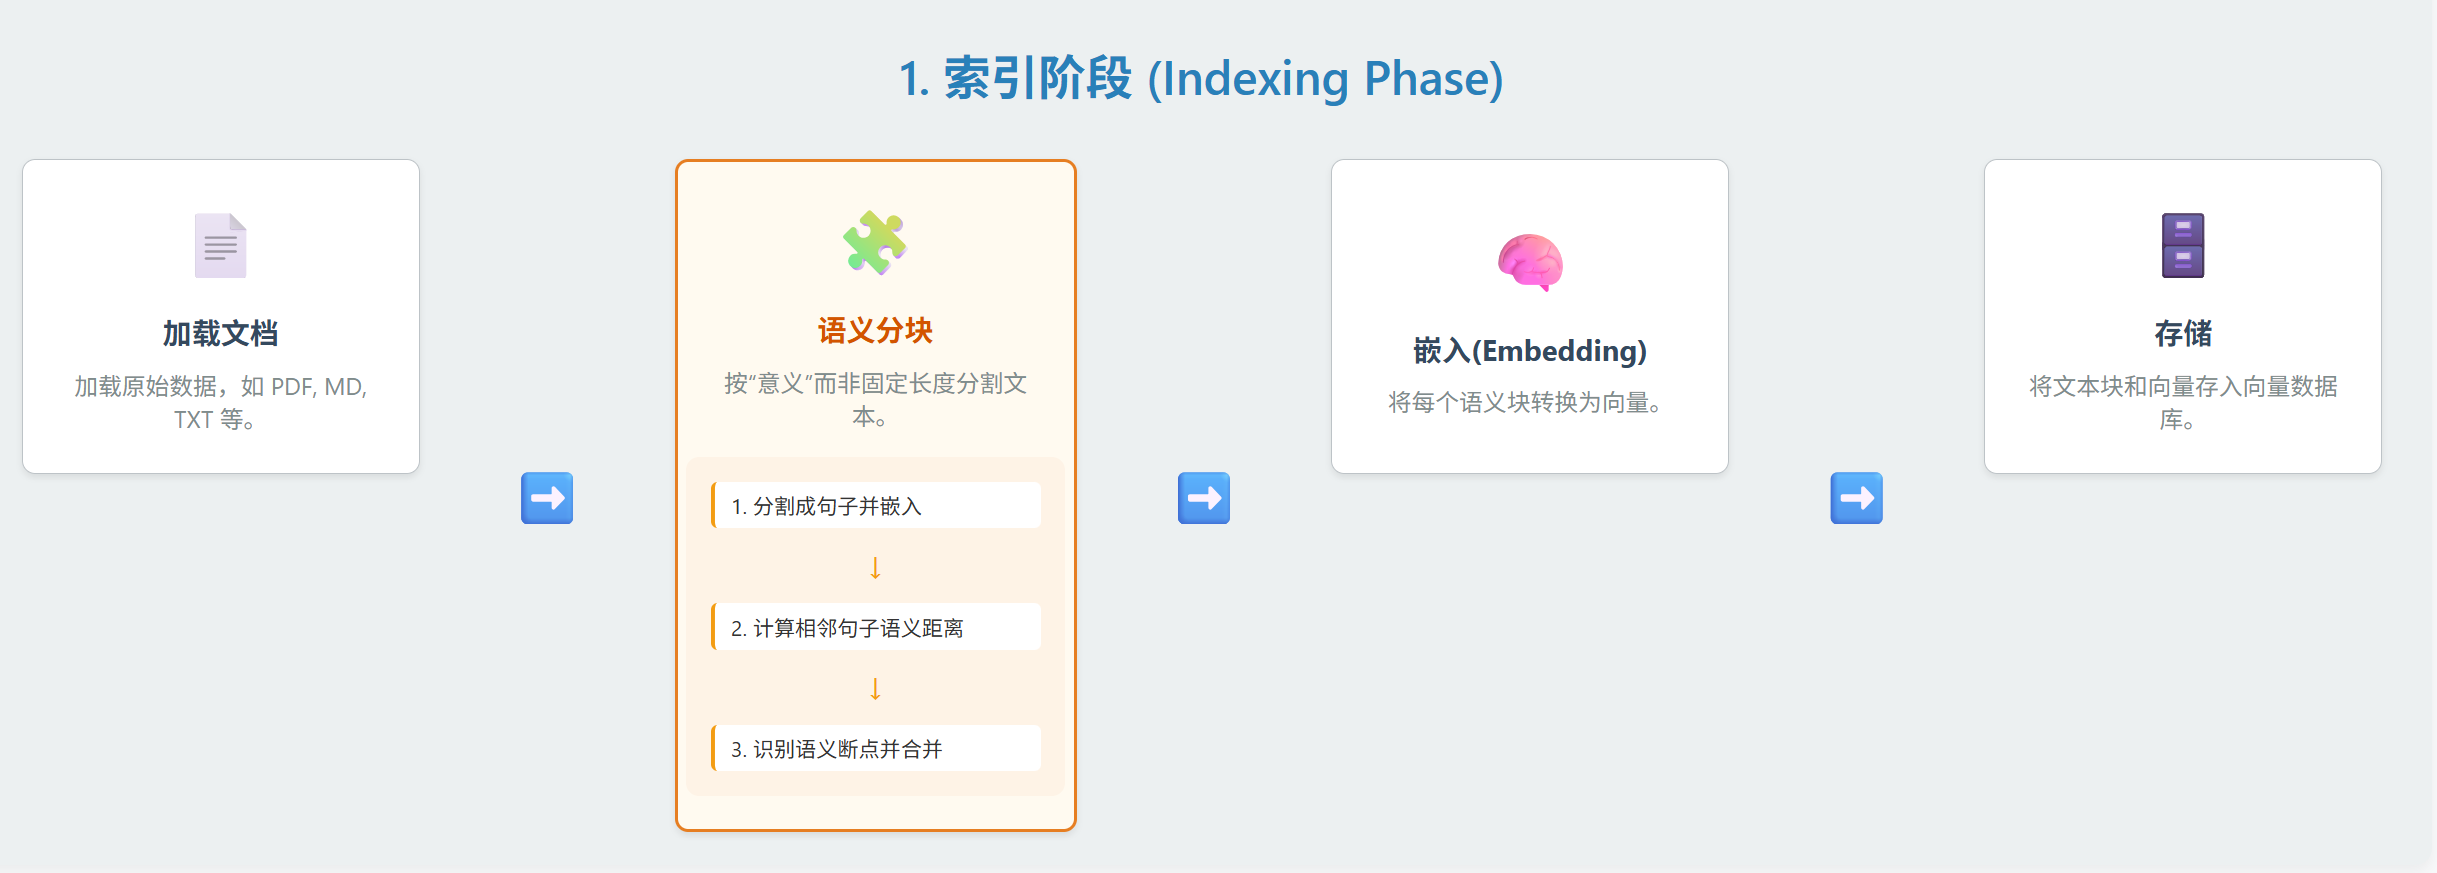 1. 索引阶段 (Indexing Phase)
加载文档
加载原始数据，如 PDF, MD,
TXT 等。
语义分块
按“意义”而非固定长度分割文
本。
1. 分割成句子并嵌入
↓
2. 计算相邻句子语义距离
↓
3. 识别语义断点并合并
嵌入(Embedding)
将每个语义块转换为向量。
存储
将文本块和向量存入向量数据
库。